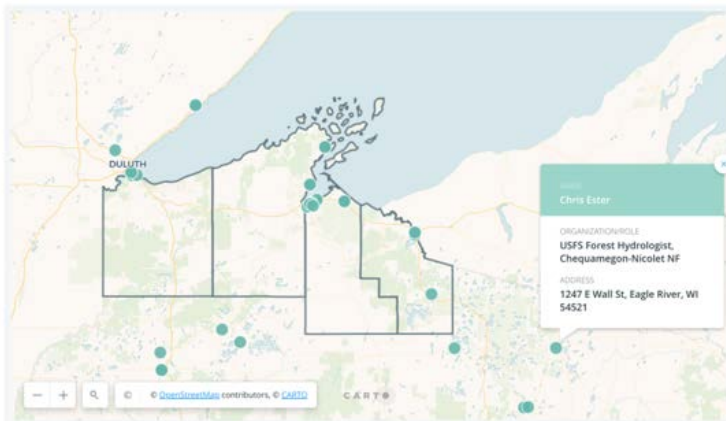 DULUTH
NAME
Chris Ester
ORGANIZATION/ROLE
USFS Forest Hydrologist,
Chequamegon-Nicolet NF
ADDRESS
1247 E Wall St, Eagle River, WI
54521
© © OpenStreetMap contributors, © CARTO
CARTO